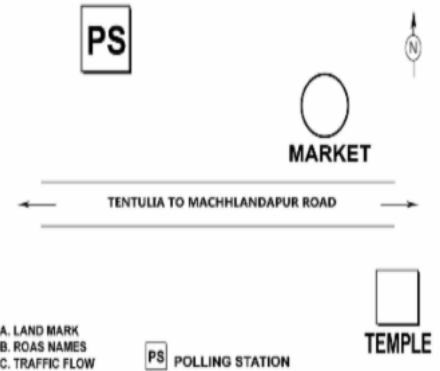 PS
N
MARKET
TENTULIA TO MACHHLANDAPUR ROAD
TEMPLE
A. LAND MARK
B. ROAS NAMES
C. TRAFFIC FLOW
PS POLLING STATION